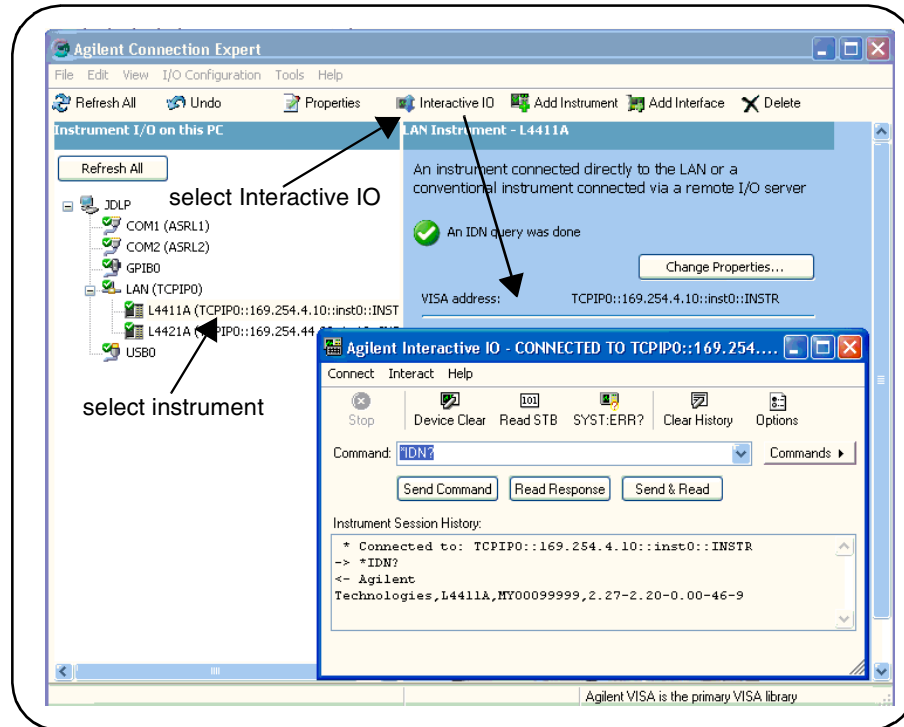 Agilent Connection Expert
File Edit View I/O Configuration Tools Help
Refresh All Undo Properties Interactive IO Add Instrument Add Interface Delete
Instrument I/O on this PC
LAN Instrument - L4411A
Refresh All
An instrument connected directly to the LAN or a
conventional instrument connected via a remote I/O server
select Interactive IO
JDLP
COM1 (ASRL1)
An IDN query was done
COM2 (ASRL2)
GPIB0
Change Properties...
LAN (TCPIP0)
VISA address: TCPIP0::169.254.4.10::inst0::INSTR
L4411A (TCPIP0::169.254.4.10::inst0::INST
L4421A (TCPIP0::169.254.44
USB0
select instrument
Agilent Interactive IO - CONNECTED TO TCPIP0::169.254....
Connect Interact Help
101
Stop Device Clear Read STB SYST:ERR? Clear History Options
Command: *IDN? Commands
Send Command Read Response Send & Read
Instrument Session History:
* Connected to: TCPIP0::169.254.4.10::inst0::INSTR
-> *IDN?
<- Agilent
Technologies,L4411A,MY00099999,2.27-2.20-0.00-46-9
Agilent VISA is the primary VISA library